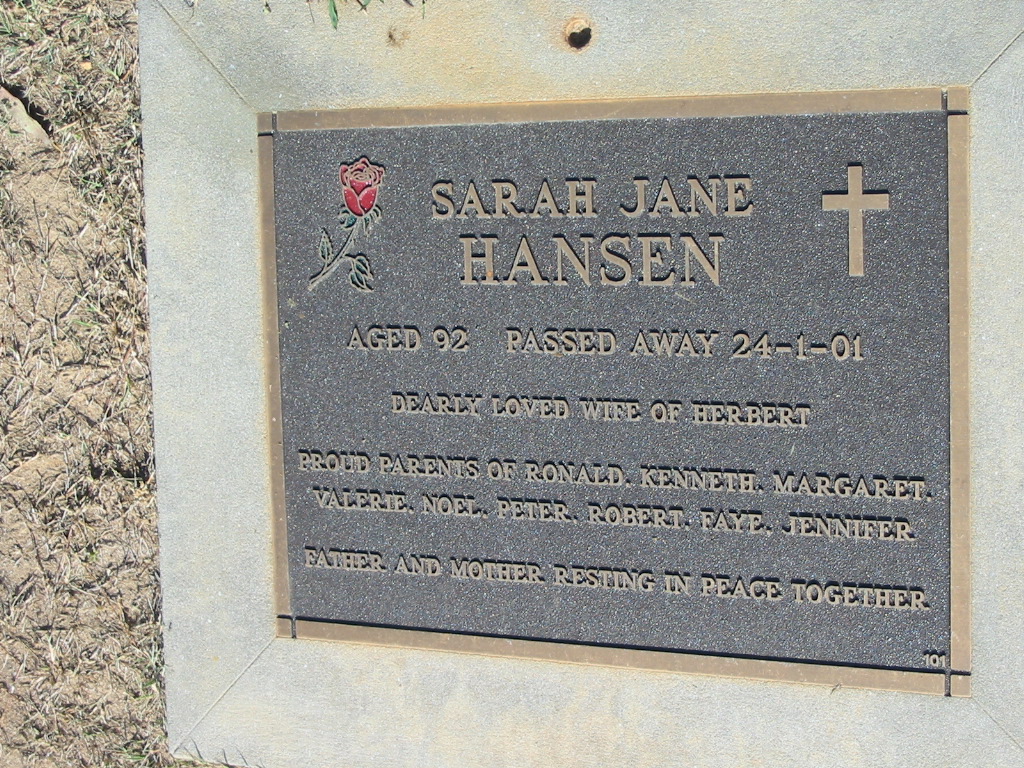 SARAH JANE
HANSEN
AGED 92 PASSED AWAY 24-1-01
DEARLY LOVED WIFE OF HERBERT
PROUD PARENTS OF RONALD, KENNETH, MARGARET,
VALERIE, NOEL, PETER, ROBERT, FAYE, JENNIFER
FATHER AND MOTHER RESTING IN PEACE TOGETHER
101